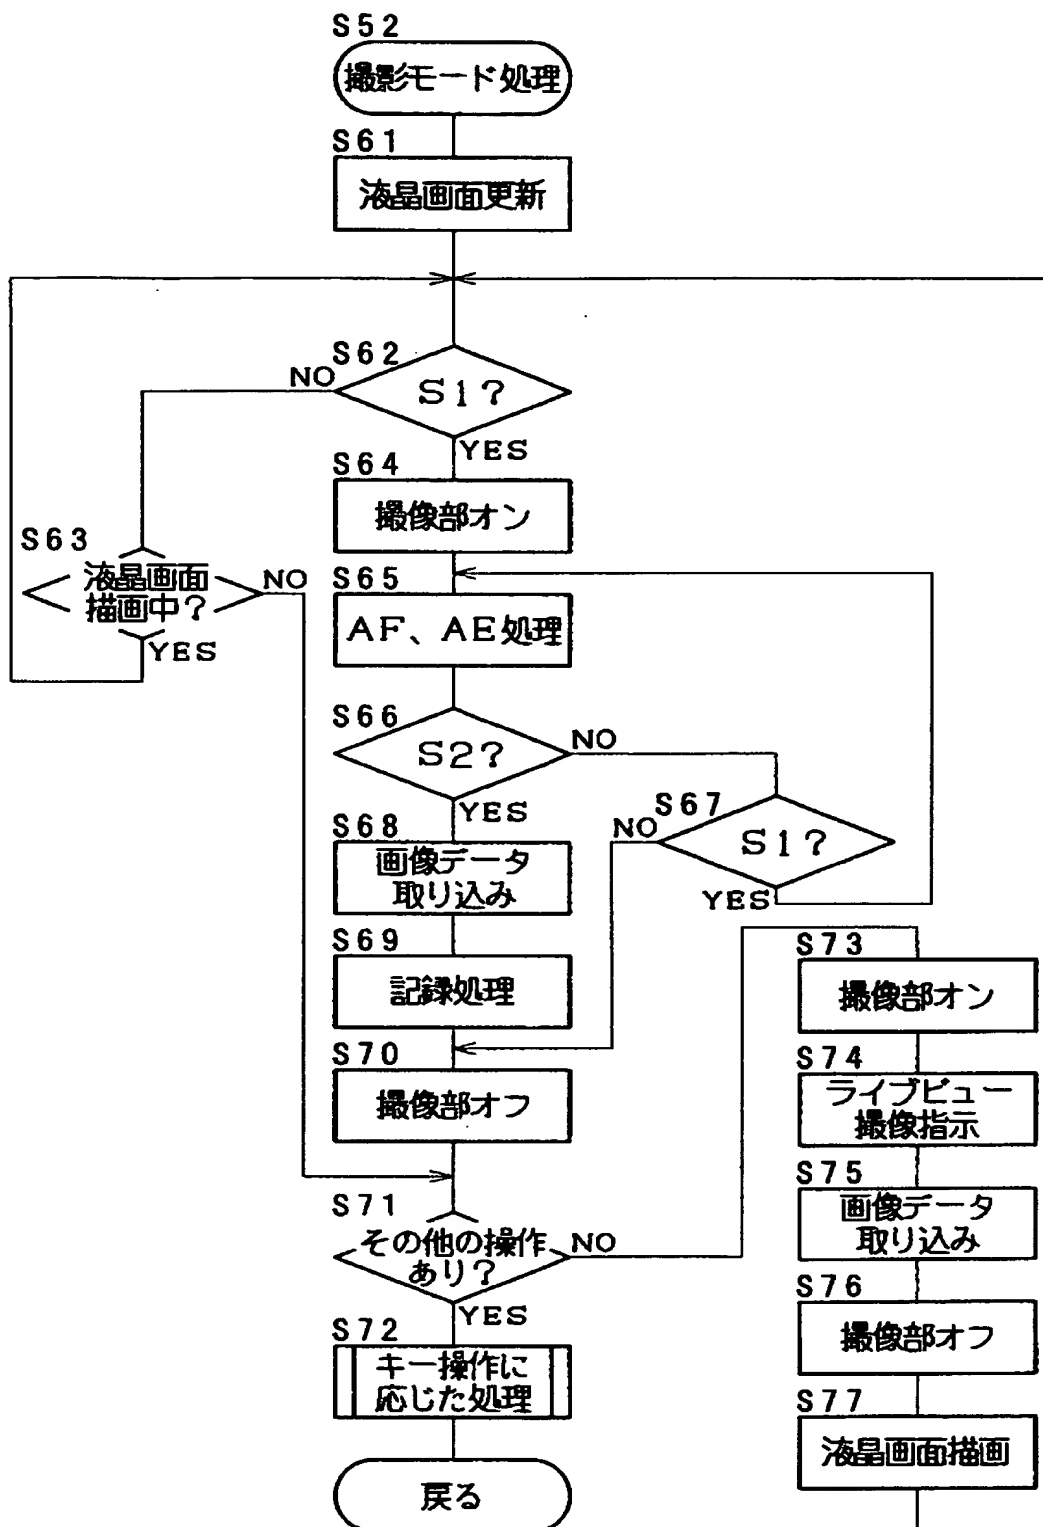 S52
撮影モード処理
S61
液晶画面更新
S62
S1?
NO
YES
S64
撮像部オン
S63
液晶画面
描画中?
NO
YES
S65
AF、AE処理
S66
S2?
NO
YES
S67
S1?
NO
YES
S68
画像データ
取り込み
S69
記録処理
S70
撮像部オフ
S71
その他の操作
あり?
NO
YES
S72
キー操作に
応じた処理
戻る
S73
撮像部オン
S74
ライブビュー
撮像指示
S75
画像データ
取り込み
S76
撮像部オフ
S77
液晶画面描画